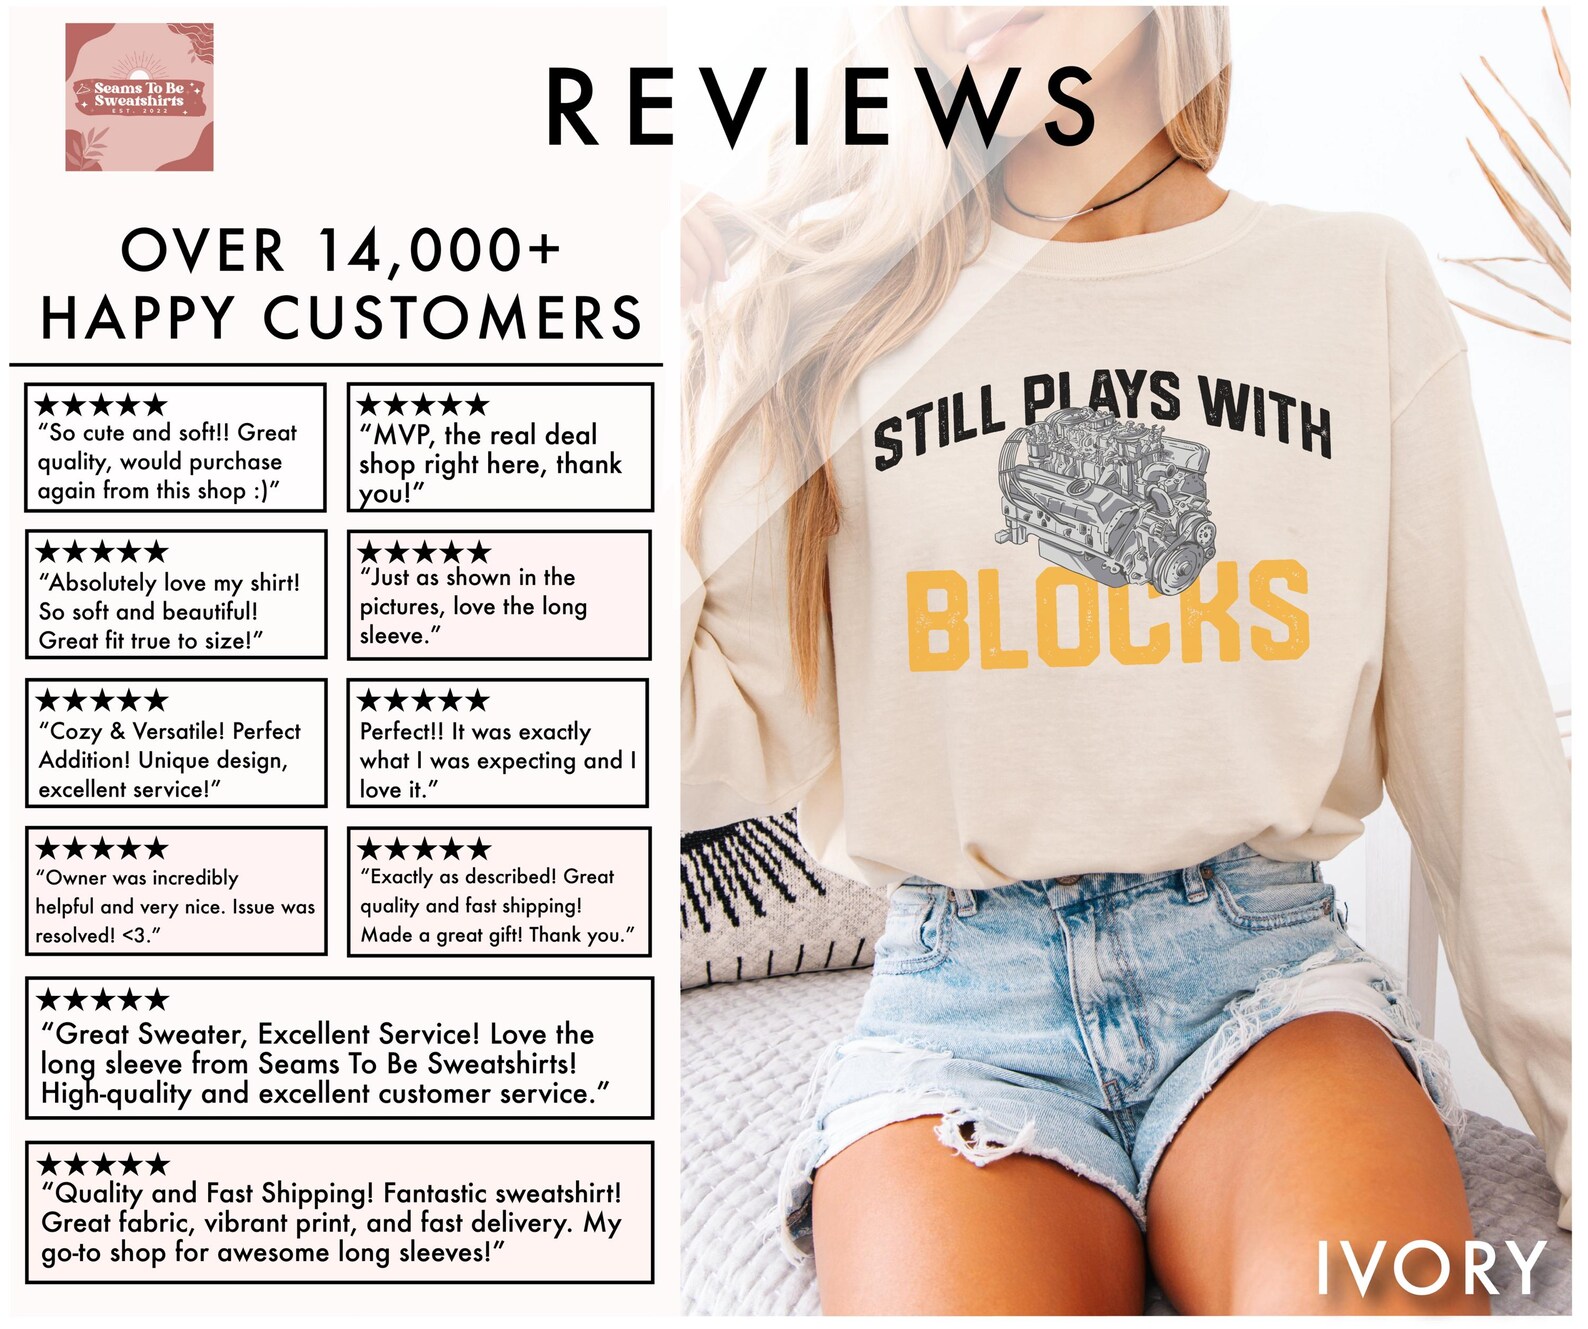 Seams To Be
Sweatshirts
EST. 2022
REVIEWS
OVER 14,000+
HAPPY CUSTOMERS
★★★★★
“So cute and soft!! Great
quality, would purchase
again from this shop :)”
★★★★★
“MVP, the real deal
shop right here, thank
you!”
★★★★★
“Absolutely love my shirt!
So soft and beautiful!
Great fit true to size!”
★★★★★
“Just as shown in the
pictures, love the long
sleeve.”
★★★★★
“Cozy & Versatile! Perfect
Addition! Unique design,
excellent service!”
★★★★★
Perfect!! It was exactly
what I was expecting and I
love it.”
★★★★★
“Owner was incredibly
helpful and very nice. Issue was
resolved! <3.”
★★★★★
“Exactly as described! Great
quality and fast shipping!
Made a great gift! Thank you.”
★★★★★
“Great Sweater, Excellent Service! Love the
long sleeve from Seams To Be Sweatshirts!
High-quality and excellent customer service.”
★★★★★
“Quality and Fast Shipping! Fantastic sweatshirt!
Great fabric, vibrant print, and fast delivery. My
go-to shop for awesome long sleeves!”
STILL PLAYS WITH
BLOCKS
IVORY